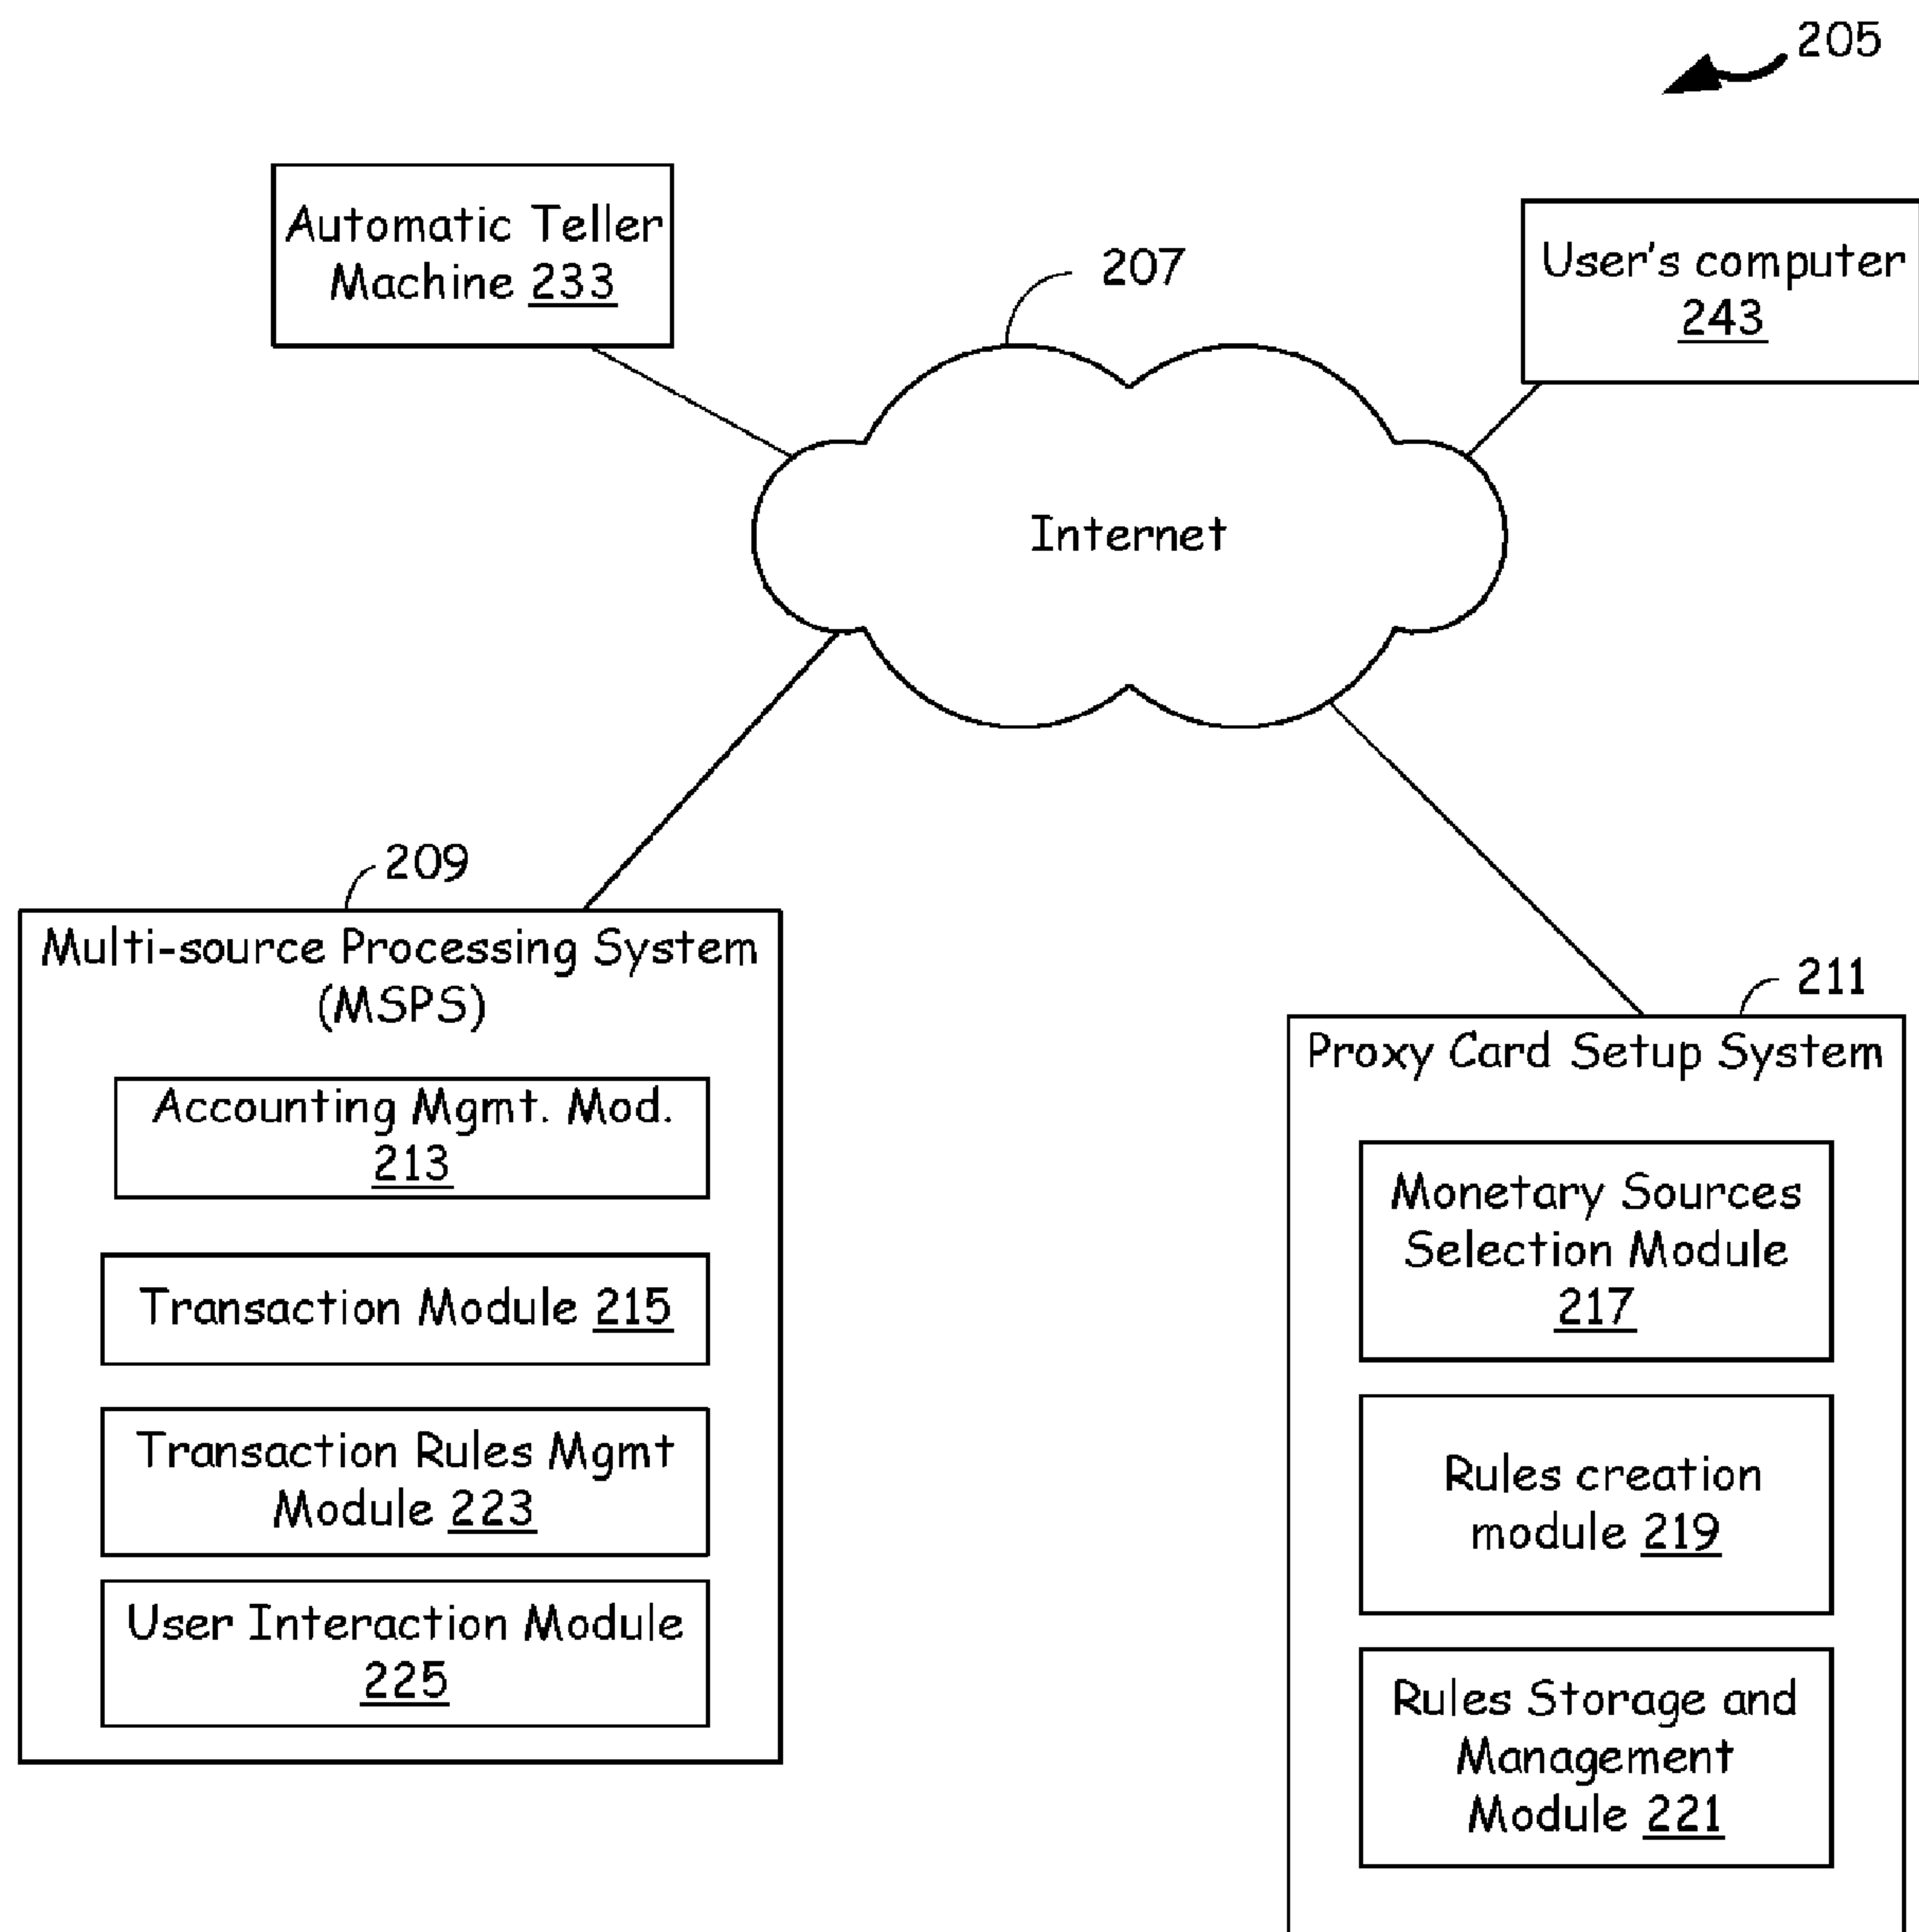 205
Automatic Teller
Machine 233
207
User's computer
243
Internet
209
Multi-source Processing System
(MSPS)
Accounting Mgmt. Mod.
213
Transaction Module 215
Transaction Rules Mgmt
Module 223
User Interaction Module
225
211
Proxy Card Setup System
Monetary Sources
Selection Module
217
Rules creation
module 219
Rules Storage and
Management
Module 221